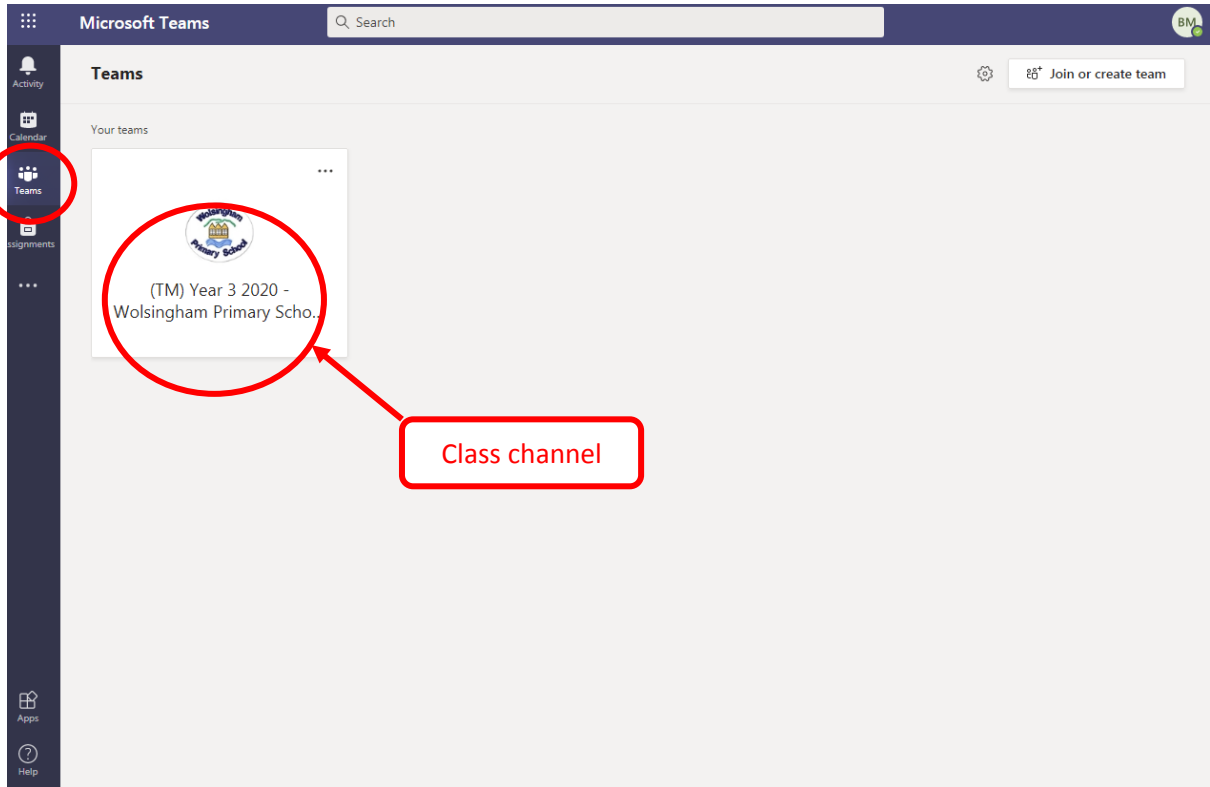 Microsoft Teams
Search
BM
Activity
Teams
Join or create team
Calendar
Your teams
Teams
...
Wolsingham
Primary School
ssignments
...
(TM) Year 3 2020 -
Wolsingham Primary Scho..
Class channel
Apps
?
Help